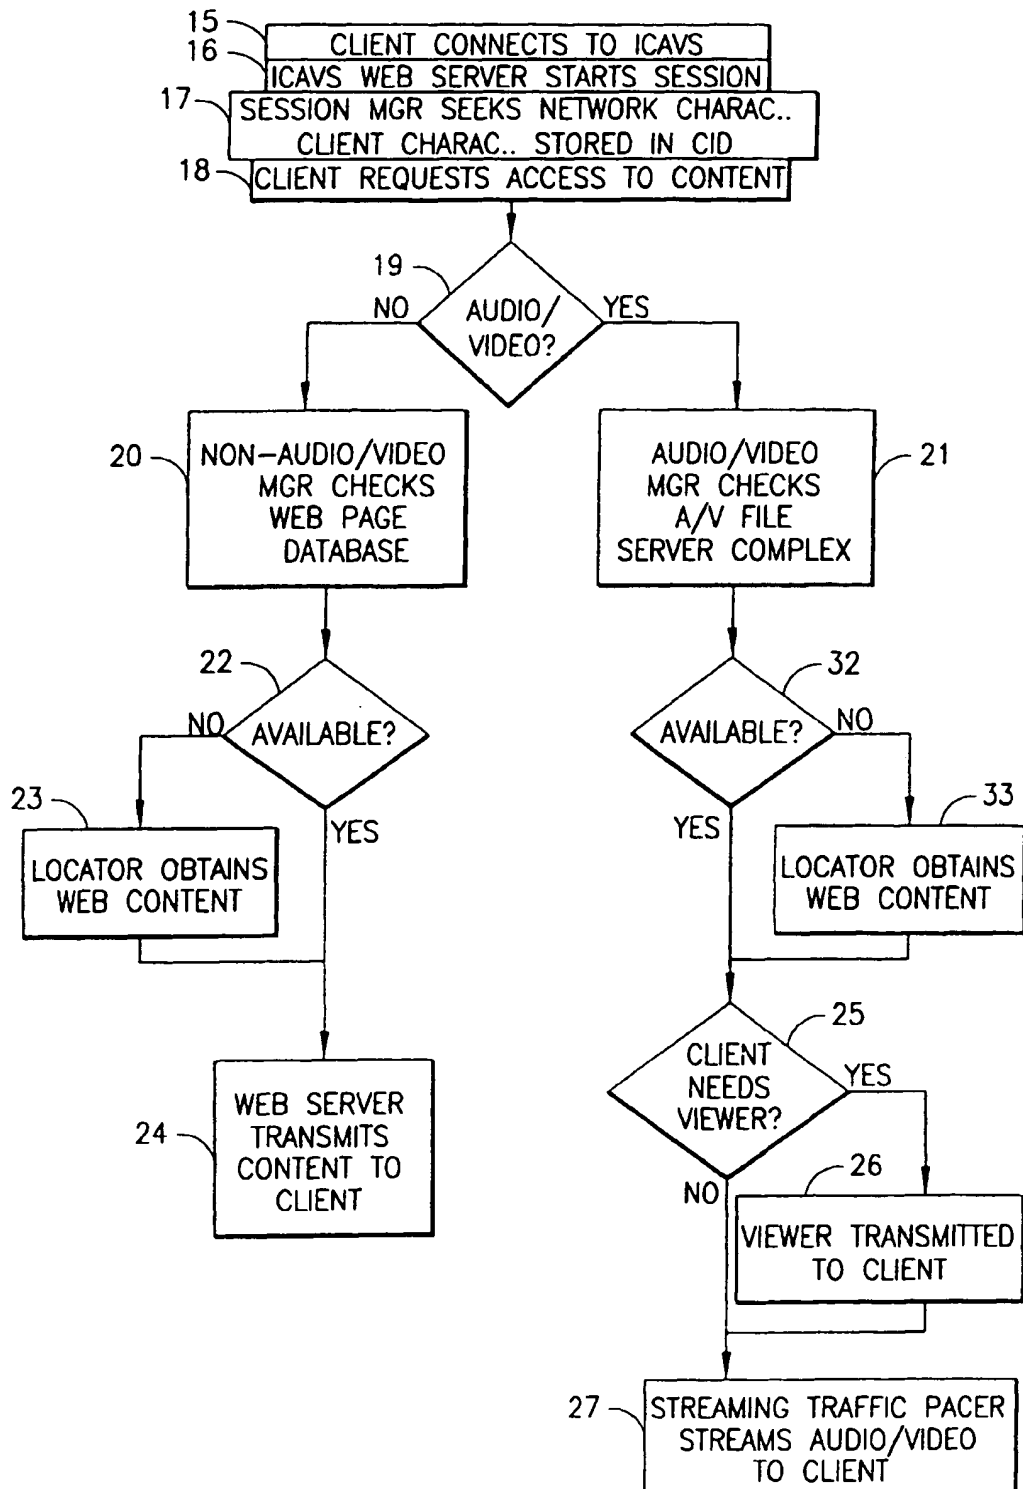 15
CLIENT CONNECTS TO ICAVS
16
ICAVS WEB SERVER STARTS SESSION
17
SESSION MGR SEEKS NETWORK CHARAC..
CLIENT CHARAC.. STORED IN CID
18
CLIENT REQUESTS ACCESS TO CONTENT
19
NO
AUDIO/
VIDEO?
YES
20
NON-AUDIO/VIDEO
MGR CHECKS
WEB PAGE
DATABASE
AUDIO/VIDEO
MGR CHECKS
A/V FILE
SERVER COMPLEX
21
22
NO
AVAILABLE?
YES
32
AVAILABLE?
NO
YES
23
LOCATOR OBTAINS
WEB CONTENT
33
LOCATOR OBTAINS
WEB CONTENT
24
WEB SERVER
TRANSMITS
CONTENT TO
CLIENT
25
CLIENT
NEEDS
VIEWER?
YES
NO
26
VIEWER TRANSMITTED
TO CLIENT
27
STREAMING TRAFFIC PACER
STREAMS AUDIO/VIDEO
TO CLIENT